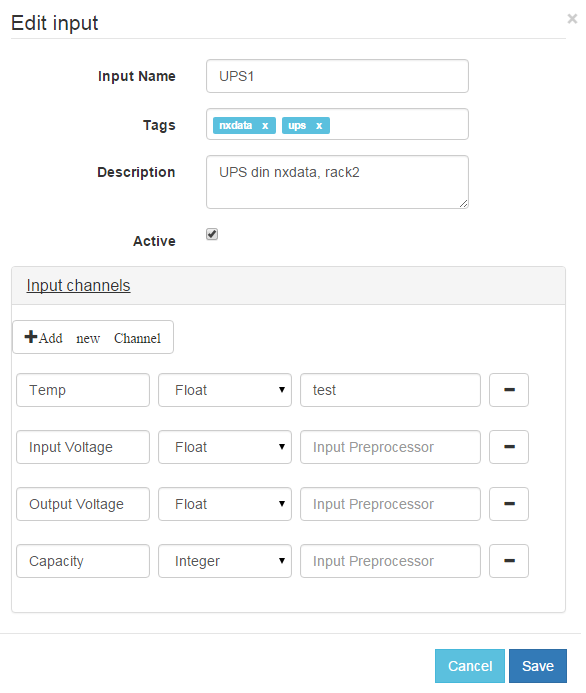 Edit input ×
Input Name UPS1
Tags nxdata x ups x
Description UPS din nxdata, rack2
Active
Input channels
+Add new Channel
Temp Float test
Input Voltage Float Input Preprocessor
Output Voltage Float Input Preprocessor
Capacity Integer Input Preprocessor
Cancel Save